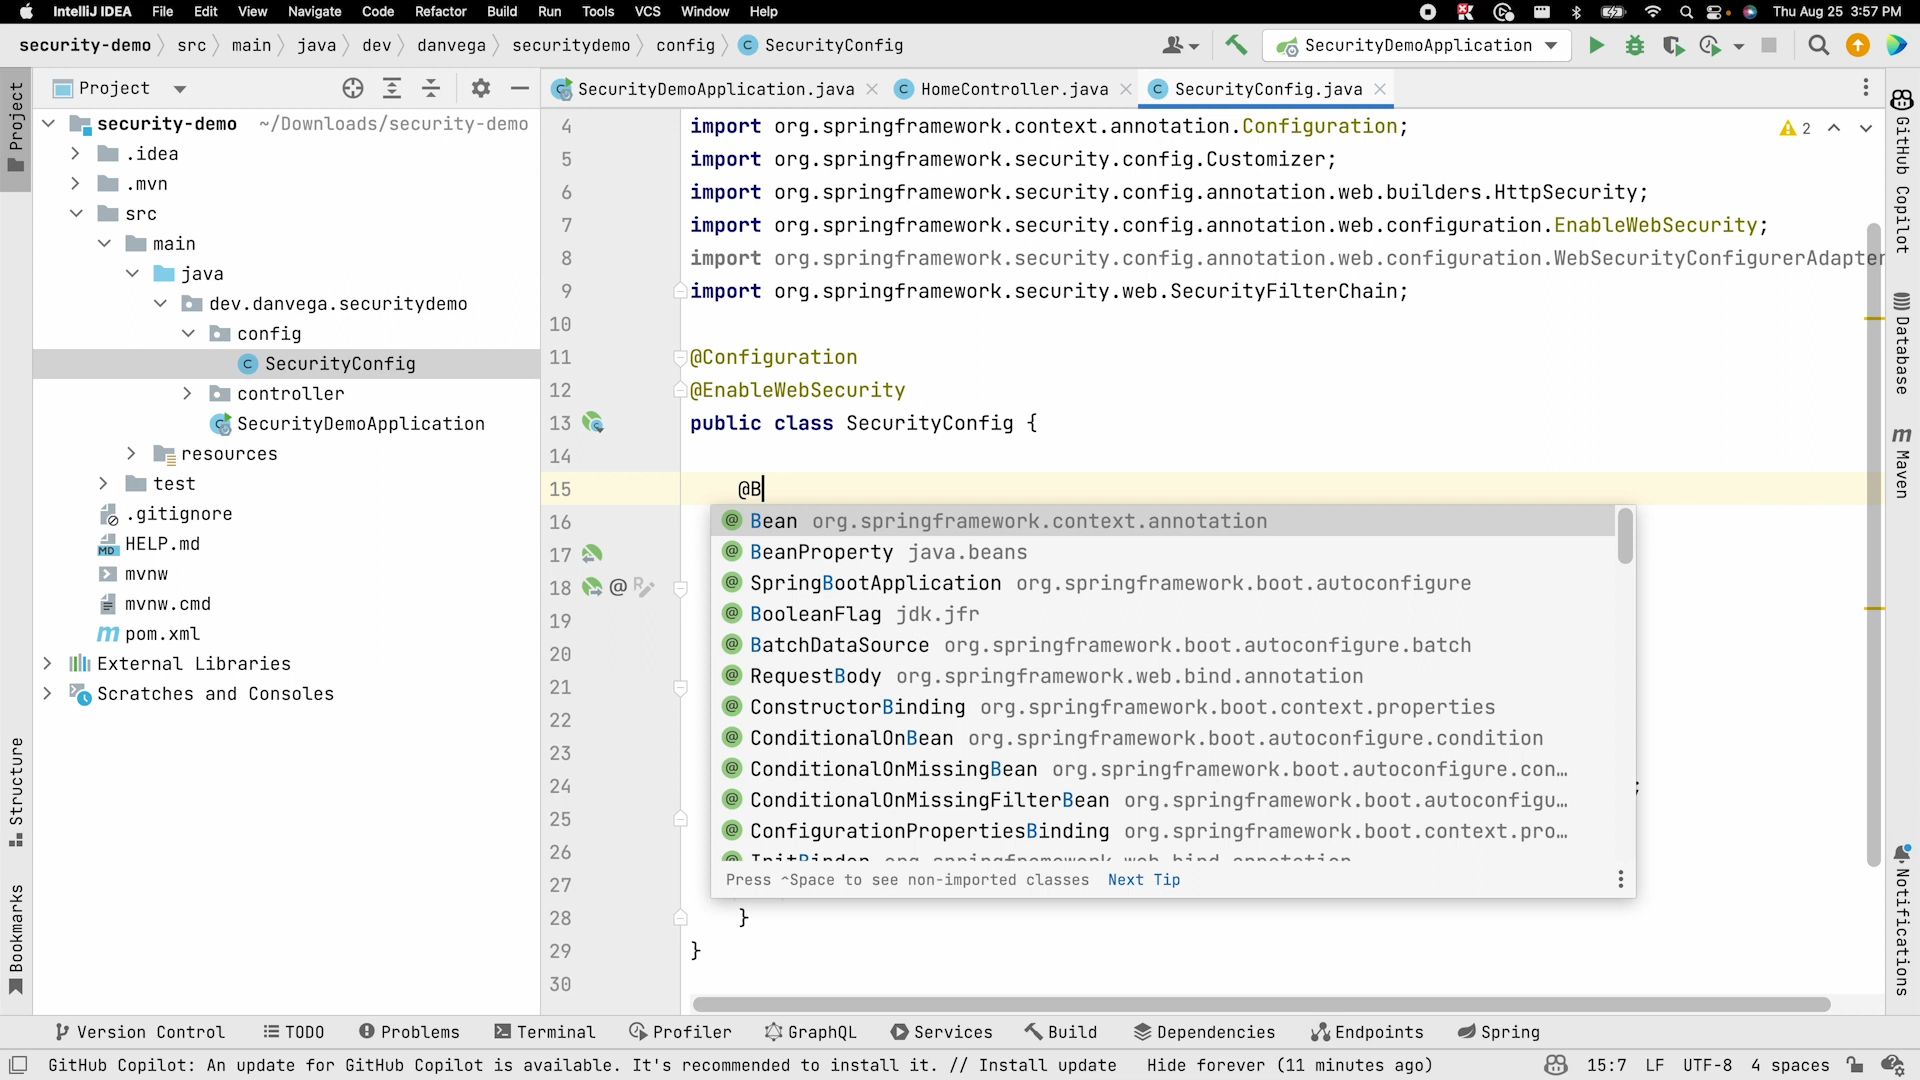 IntelliJ IDEA File Edit View Navigate Code Refactor Build Run Tools VCS Window Help Thu Aug 25 3:57 PM
security-demo src main java dev danvega securitydemo config SecurityConfig SecurityDemoApplication
Project
Project
SecurityDemoApplication.java HomeController.java SecurityConfig.java
security-demo ~/Downloads/security-demo
.idea
.mvn
src
main
java
dev.danvega.securitydemo
config
SecurityConfig
controller
SecurityDemoApplication
resources
test
.gitignore
HELP.md
mvnw
mvnw.cmd
pom.xml
External Libraries
Scratches and Consoles
Structure
Bookmarks
4 import org.springframework.context.annotation.Configuration;
5 import org.springframework.security.config.Customizer;
6 import org.springframework.security.config.annotation.web.builders.HttpSecurity;
7 import org.springframework.security.config.annotation.web.configuration.EnableWebSecurity;
8 import org.springframework.security.config.annotation.web.configuration.WebSecurityConfigurerAdapter
9 import org.springframework.security.web.SecurityFilterChain;
10
11 @Configuration
12 @EnableWebSecurity
13 public class SecurityConfig {
14
15 @B
16
17
18
19
20
21
22
23
24 ;
25
26
27
28 }
29 }
30
2
Bean org.springframework.context.annotation
BeanProperty java.beans
SpringBootApplication org.springframework.boot.autoconfigure
BooleanFlag jdk.jfr
BatchDataSource org.springframework.boot.autoconfigure.batch
RequestBody org.springframework.web.bind.annotation
ConstructorBinding org.springframework.boot.context.properties
ConditionalOnBean org.springframework.boot.autoconfigure.condition
ConditionalOnMissingBean org.springframework.boot.autoconfigure.con…
ConditionalOnMissingFilterBean org.springframework.boot.autoconfigu…
ConfigurationPropertiesBinding org.springframework.boot.context.pro…
InitBinder org.springframework.web.bind.annotation
Press ^Space to see non-imported classes Next Tip
GitHub Copilot
Database
Maven
Notifications
Version Control TODO Problems Terminal Profiler GraphQL Services Build Dependencies Endpoints Spring
GitHub Copilot: An update for GitHub Copilot is available. It's recommended to install it. // Install update Hide forever (11 minutes ago) 15:7 LF UTF-8 4 spaces